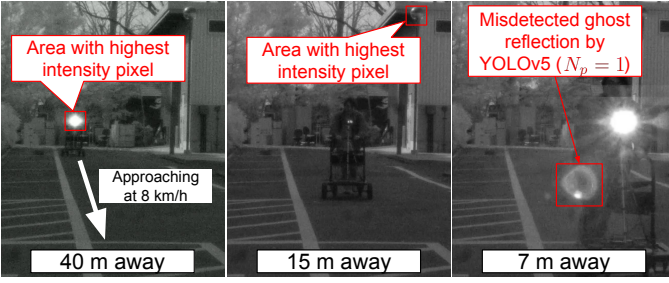 Area with highest
intensity pixel
Approaching
at 8 km/h
40 m away
Area with highest
intensity pixel
15 m away
Misdetected ghost
reflection by
YOLOv5 (N_p = 1)
7 m away